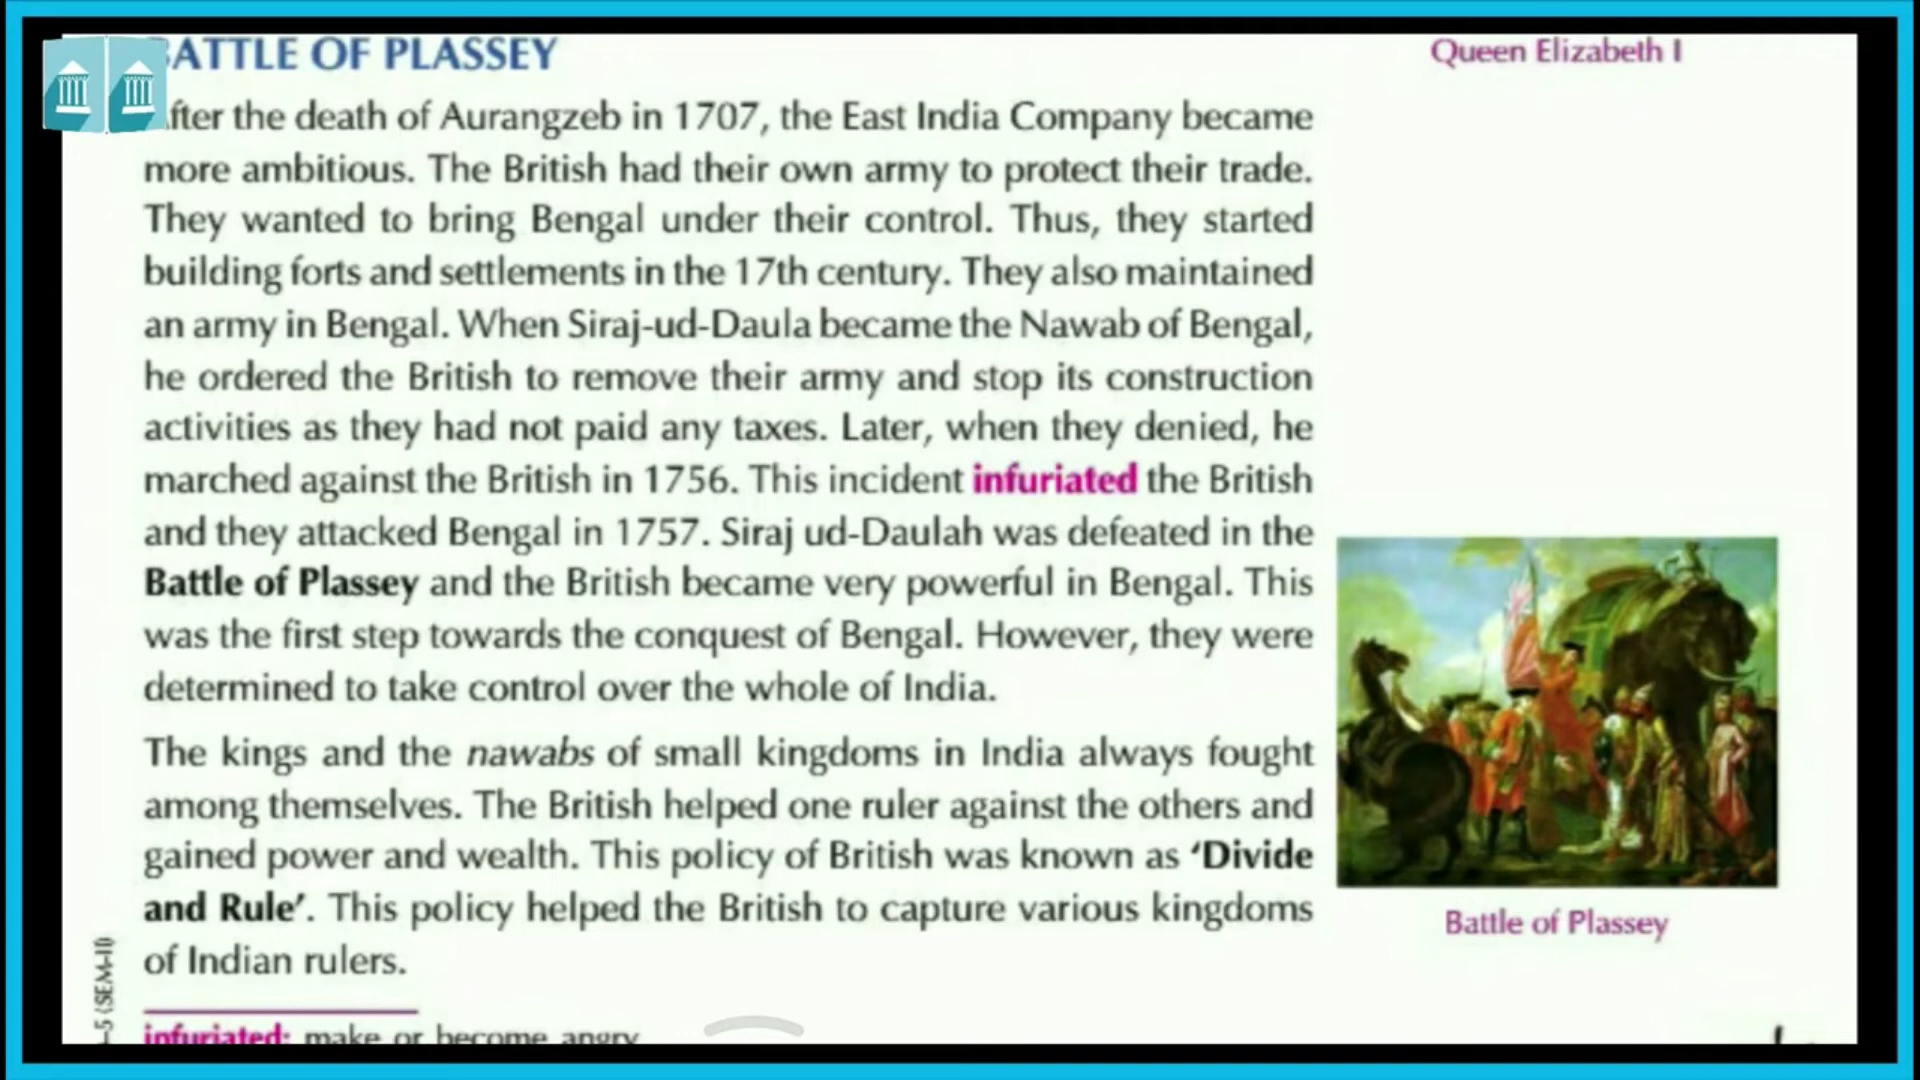 BATTLE OF PLASSEY
Queen Elizabeth I
After the death of Aurangzeb in 1707, the East India Company became
more ambitious. The British had their own army to protect their trade.
They wanted to bring Bengal under their control. Thus, they started
building forts and settlements in the 17th century. They also maintained
an army in Bengal. When Siraj-ud-Daula became the Nawab of Bengal,
he ordered the British to remove their army and stop its construction
activities as they had not paid any taxes. Later, when they denied, he
marched against the British in 1756. This incident infuriated the British
and they attacked Bengal in 1757. Siraj ud-Daulah was defeated in the
Battle of Plassey and the British became very powerful in Bengal. This
was the first step towards the conquest of Bengal. However, they were
determined to take control over the whole of India.
The kings and the nawabs of small kingdoms in India always fought
among themselves. The British helped one ruler against the others and
gained power and wealth. This policy of British was known as ‘Divide
and Rule’. This policy helped the British to capture various kingdoms
of Indian rulers.
Battle of Plassey
–5 (SEM-II)
infuriated: make or become angry